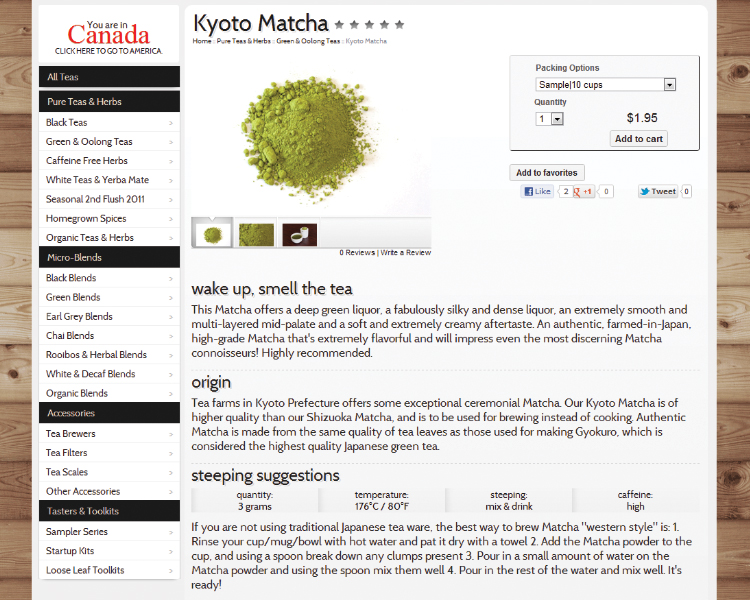 You are in
Canada
CLICK HERE TO GO TO AMERICA.
All Teas
Pure Teas & Herbs
Black Teas >
Green & Oolong Teas >
Caffeine Free Herbs >
White Teas & Yerba Mate >
Seasonal 2nd Flush 2011 >
Homegrown Spices >
Organic Teas & Herbs >
Micro-Blends
Black Blends >
Green Blends >
Earl Grey Blends >
Chai Blends >
Rooibos & Herbal Blends >
White & Decaf Blends >
Organic Blends >
Accessories
Tea Brewers >
Tea Filters >
Tea Scales >
Other Accessories >
Tasters & Toolkits
Sampler Series >
Startup Kits >
Loose Leaf Toolkits >
Kyoto Matcha
Home :: Pure Teas & Herbs :: Green & Oolong Teas :: Kyoto Matcha
Packing Options
Sample|10 cups
Quantity
1
$1.95
Add to cart
Add to favorites
Like 2 +1 0 Tweet 0
0 Reviews | Write a Review
wake up, smell the tea
This Matcha offers a deep green liquor, a fabulously silky and dense liquor, an extremely smooth and
multi-layered mid-palate and a soft and extremely creamy aftertaste. An authentic, farmed-in-Japan,
high-grade Matcha that's extremely flavorful and will impress even the most discerning Matcha
connoisseurs! Highly recommended.
origin
Tea farms in Kyoto Prefecture offers some exceptional ceremonial Matcha. Our Kyoto Matcha is of
higher quality than our Shizuoka Matcha, and is to be used for brewing instead of cooking. Authentic
Matcha is made from the same quality of tea leaves as those used for making Gyokuro, which is
considered the highest quality Japanese green tea.
steeping suggestions
quantity: temperature: steeping: caffeine:
3 grams 176°C / 80°F mix & drink high
If you are not using traditional Japanese tea ware, the best way to brew Matcha "western style" is: 1.
Rinse your cup/mug/bowl with hot water and pat it dry with a towel 2. Add the Matcha powder to the
cup, and using a spoon break down any clumps present 3. Pour in a small amount of water on the
Matcha powder and using the spoon mix them well 4. Pour in the rest of the water and mix well. It's
ready!